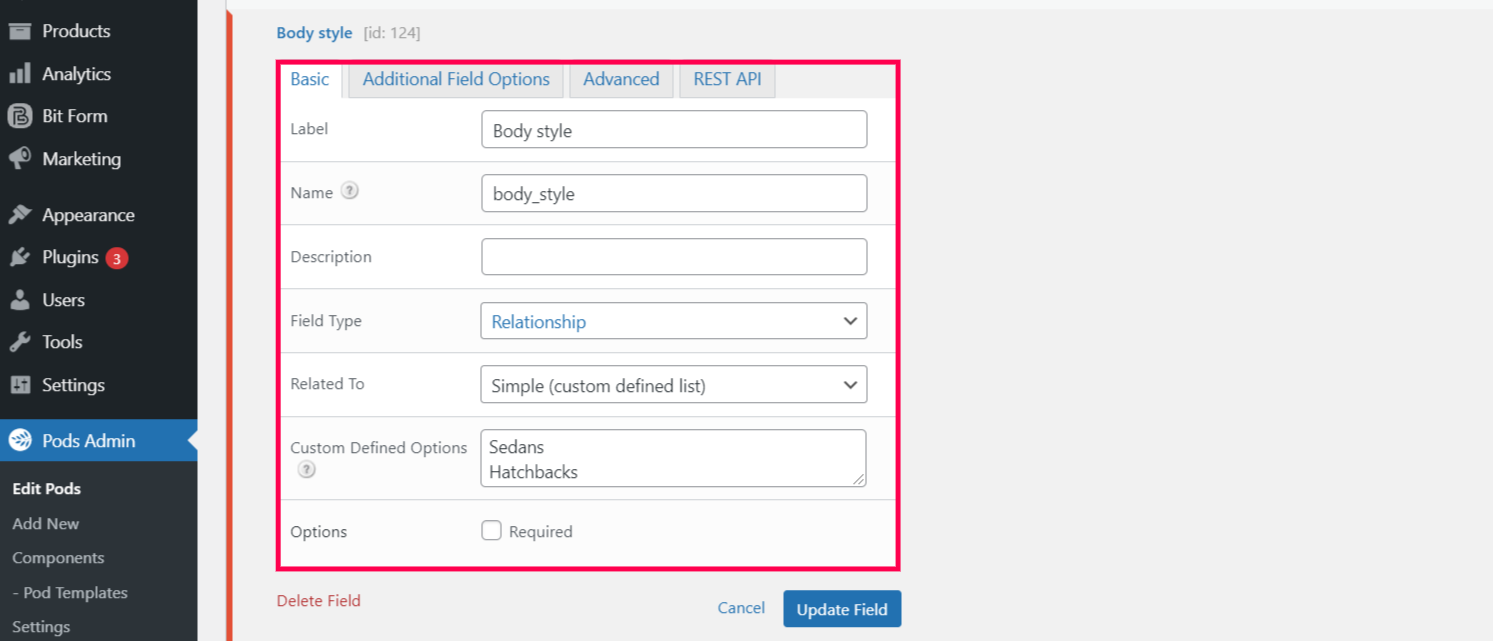 Products
Analytics
Bit Form
Marketing
Appearance
Plugins 3
Users
Tools
Settings
Pods Admin
Edit Pods
Add New
Components
- Pod Templates
Settings
Body style [id: 124]
Basic Additional Field Options Advanced REST API
Label Body style
Name ? body_style
Description
Field Type Relationship
Related To Simple (custom defined list)
Custom Defined Options ? Sedans
Hatchbacks
Options Required
Delete Field Cancel Update Field